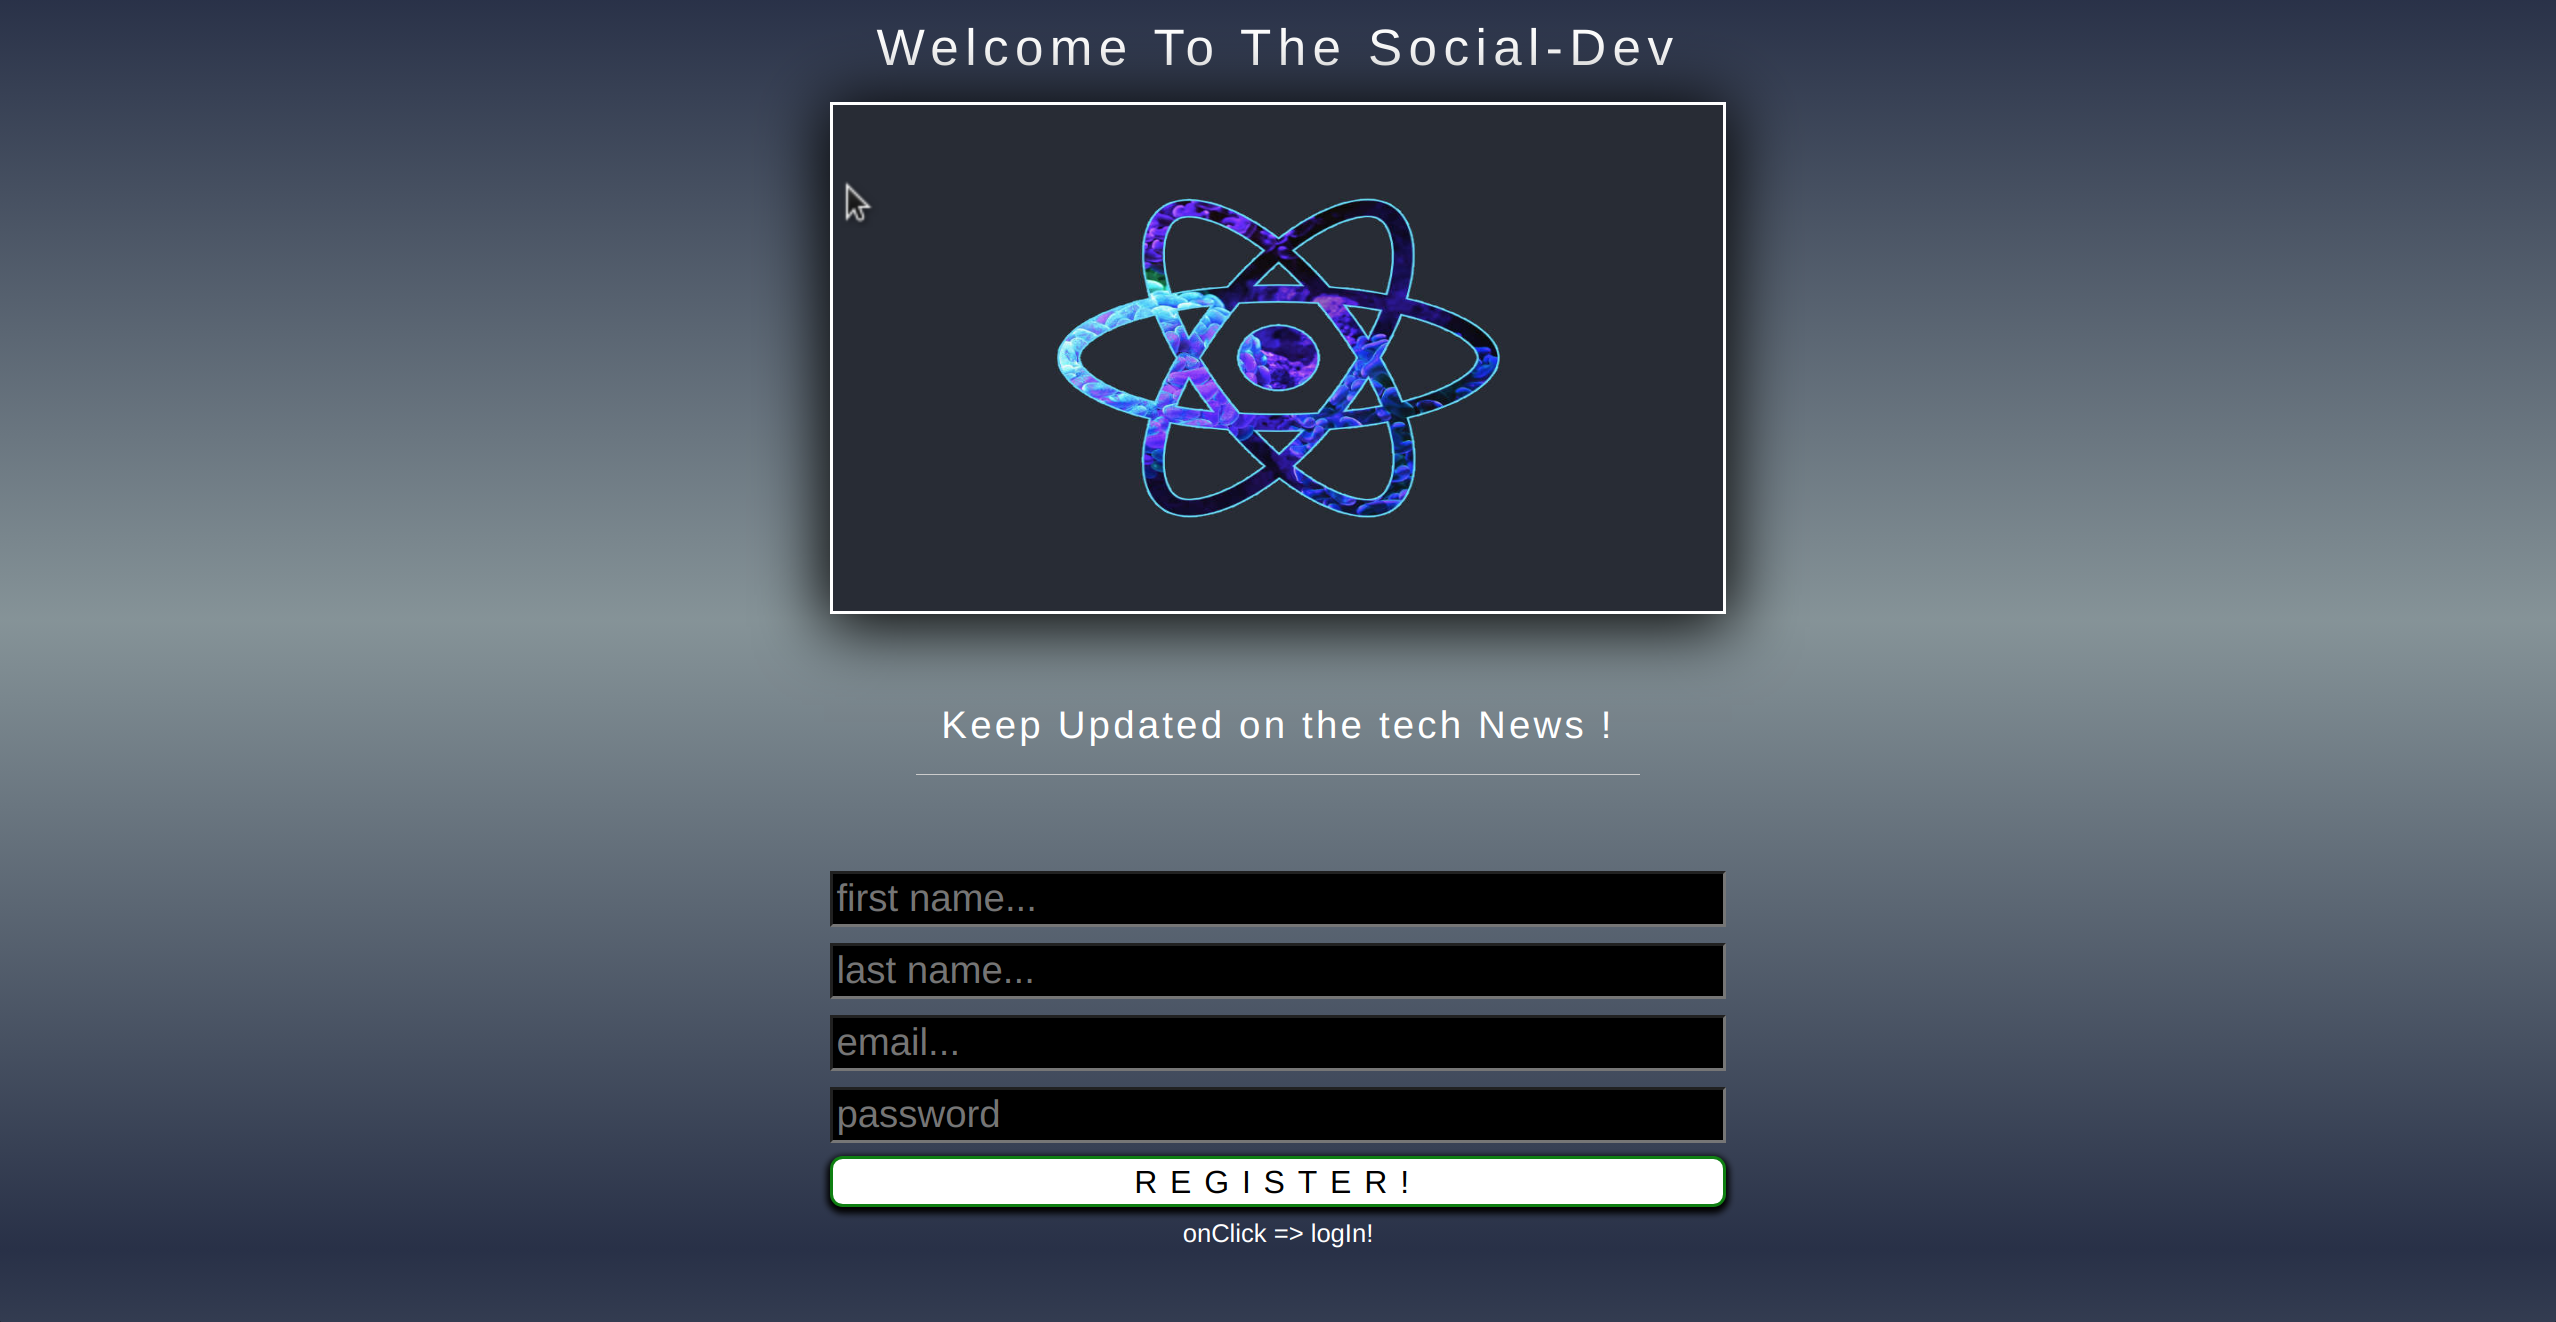 Welcome To The Social-Dev
Keep Updated on the tech News !
first name...
last name...
email...
password
REGISTER!
onClick => logIn!